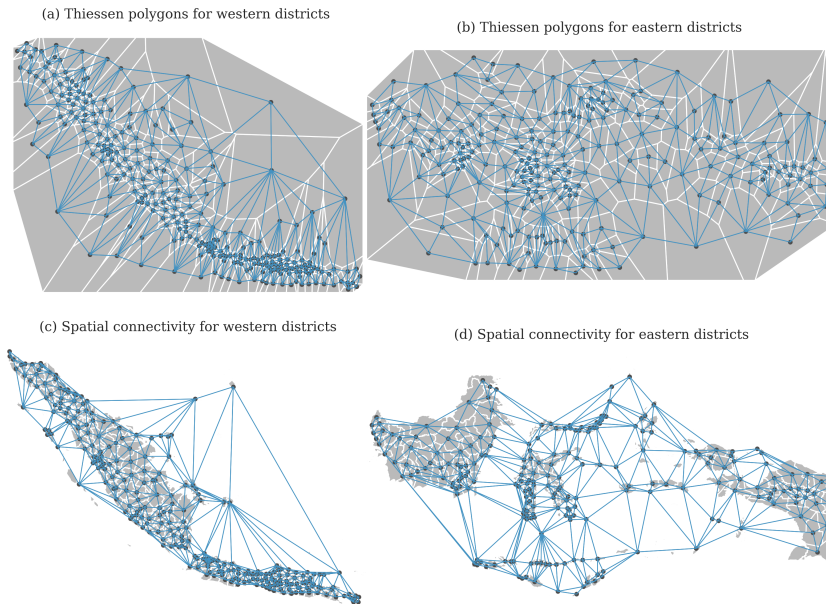 (a) Thiessen polygons for western districts
(b) Thiessen polygons for eastern districts
(c) Spatial connectivity for western districts
(d) Spatial connectivity for eastern districts